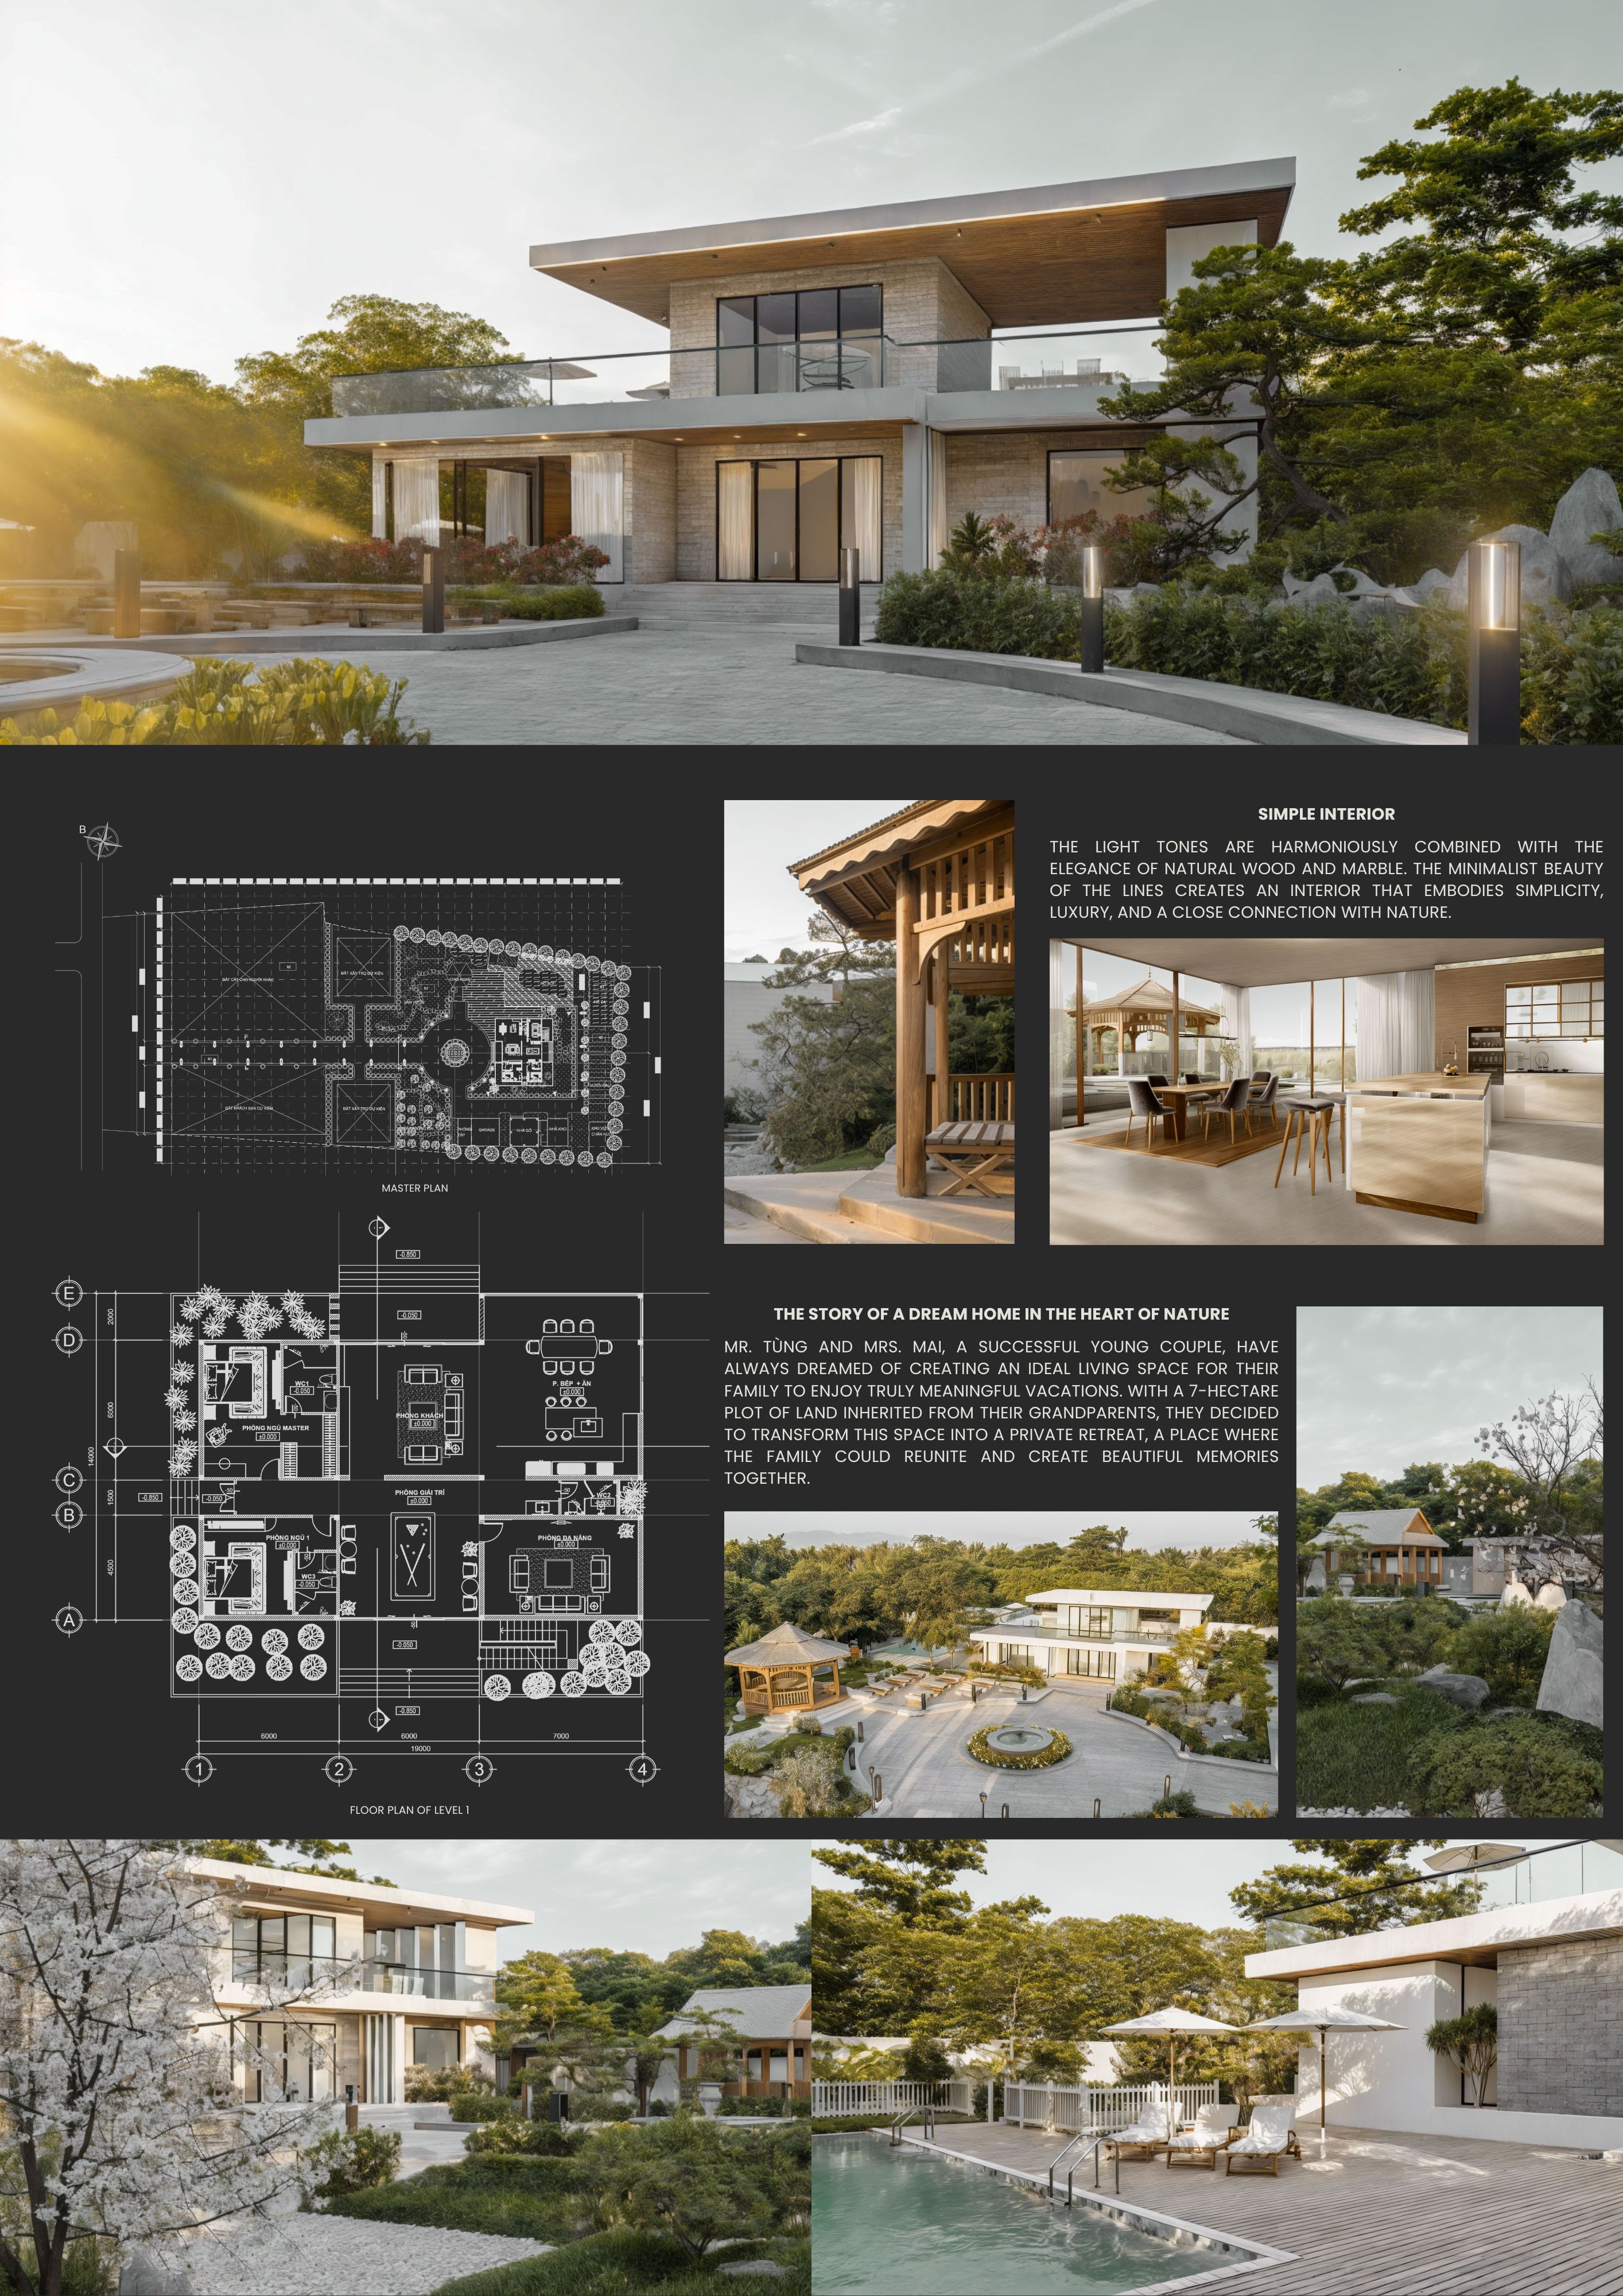 SIMPLE INTERIOR
THE LIGHT TONES ARE HARMONIOUSLY COMBINED WITH THE
ELEGANCE OF NATURAL WOOD AND MARBLE. THE MINIMALIST BEAUTY
OF THE LINES CREATES AN INTERIOR THAT EMBODIES SIMPLICITY,
LUXURY, AND A CLOSE CONNECTION WITH NATURE.
B
MASTER PLAN
THE STORY OF A DREAM HOME IN THE HEART OF NATURE
MR. TÙNG AND MRS. MAI, A SUCCESSFUL YOUNG COUPLE, HAVE
ALWAYS DREAMED OF CREATING AN IDEAL LIVING SPACE FOR THEIR
FAMILY TO ENJOY TRULY MEANINGFUL VACATIONS. WITH A 7-HECTARE
PLOT OF LAND INHERITED FROM THEIR GRANDPARENTS, THEY DECIDED
TO TRANSFORM THIS SPACE INTO A PRIVATE RETREAT, A PLACE WHERE
THE FAMILY COULD REUNITE AND CREATE BEAUTIFUL MEMORIES
TOGETHER.
-0.850
E
-0.050
2000
D
P. BẾP + ĂN
±0.000
WC1
-0.050
PHÒNG KHÁCH
±0.000
6000
PHÒNG NGỦ MASTER
±0.000
14000
C
PHÒNG GIẢI TRÍ
±0.000
-0.850
-0.050
1500
WC2
B
PHÒNG NGỦ 1
±0.000
PHÒNG ĐA NĂNG
±0.000
4500
WC3
-0.050
A
-0.050
-0.850
6000
6000
7000
19000
1
2
3
4
FLOOR PLAN OF LEVEL 1